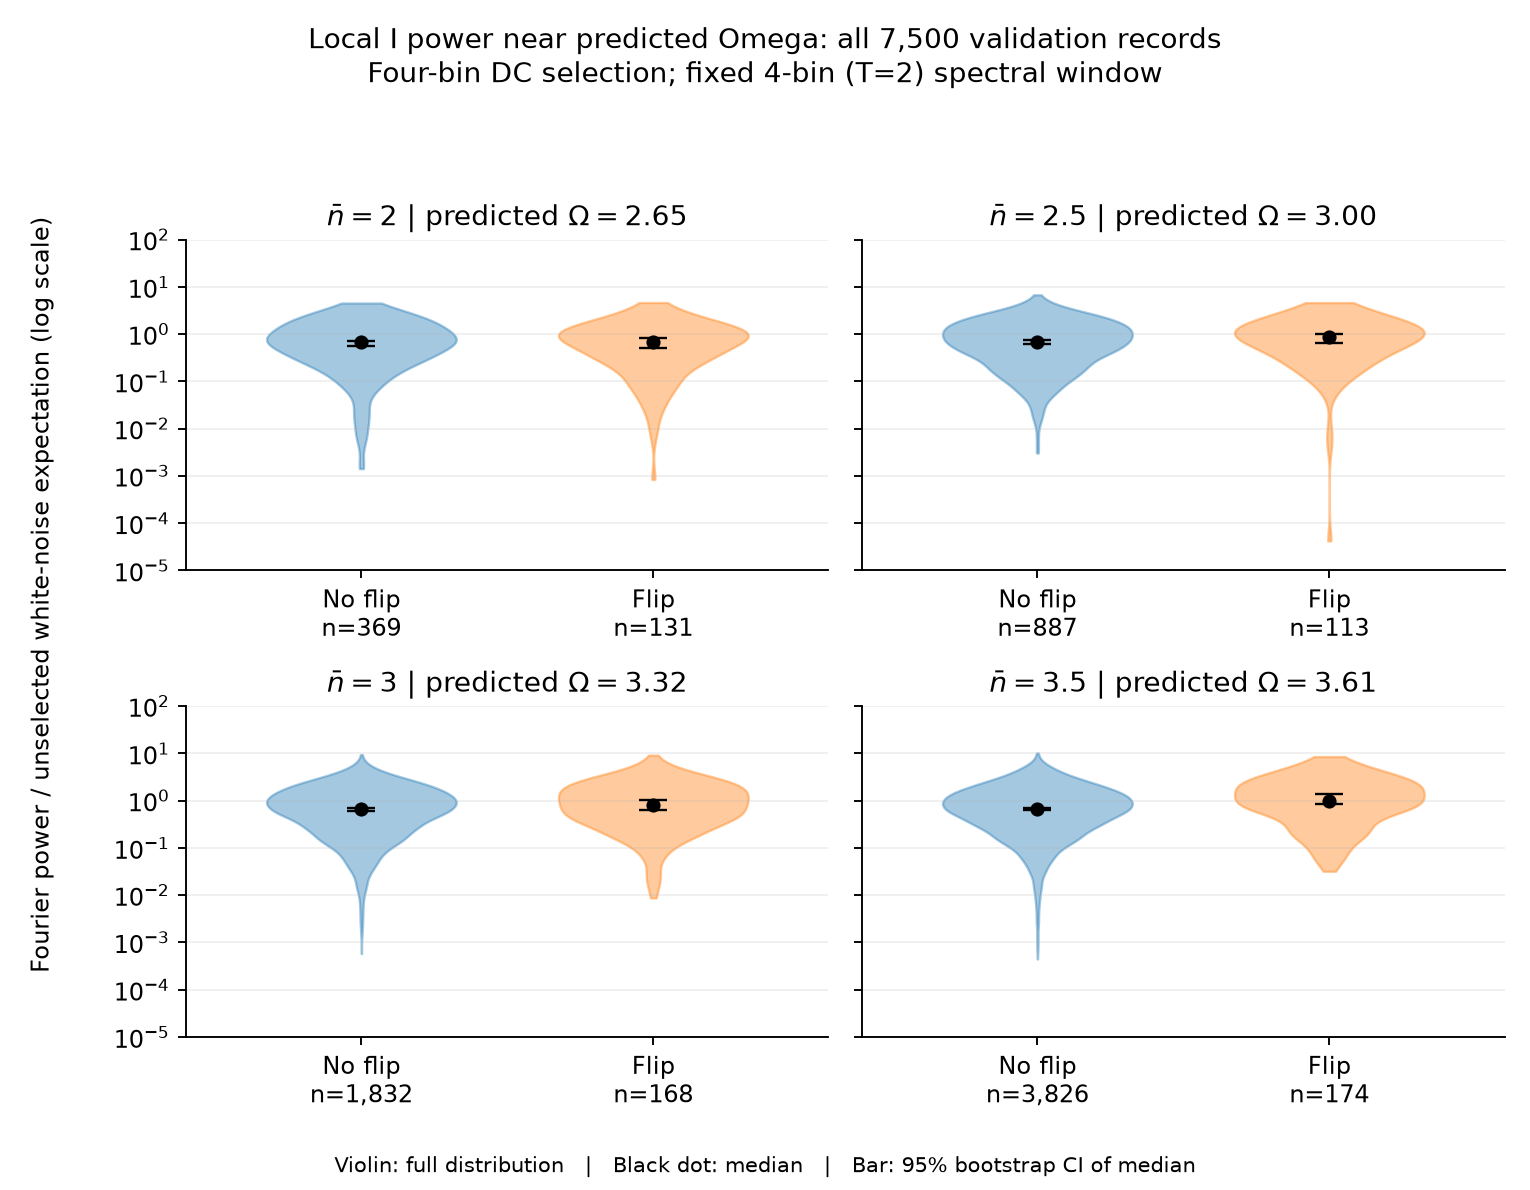 Local I power near predicted Omega: all 7,500 validation records
Four-bin DC selection; fixed 4-bin (T=2) spectral window
Fourier power / unselected white-noise expectation (log scale)
n̄ = 2 | predicted Ω = 2.65
10²
10¹
10⁰
10⁻¹
10⁻²
10⁻³
10⁻⁴
10⁻⁵
No flip
n=369
Flip
n=131
n̄ = 2.5 | predicted Ω = 3.00
No flip
n=887
Flip
n=113
n̄ = 3 | predicted Ω = 3.32
10²
10¹
10⁰
10⁻¹
10⁻²
10⁻³
10⁻⁴
10⁻⁵
No flip
n=1,832
Flip
n=168
n̄ = 3.5 | predicted Ω = 3.61
No flip
n=3,826
Flip
n=174
Violin: full distribution | Black dot: median | Bar: 95% bootstrap CI of median